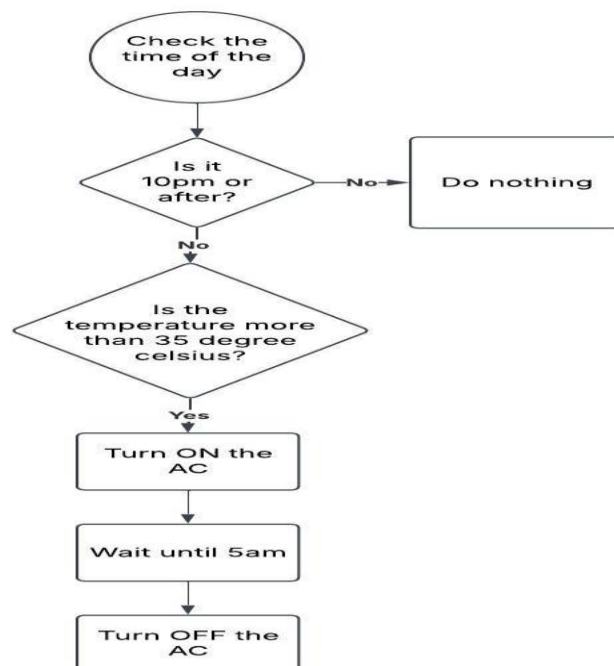 Check the
time of the
day
Is it
10pm or
after?
No
Do nothing
No
Is the
temperature more
than 35 degree
celsius?
Yes
Turn ON the
AC
Wait until 5am
Turn OFF the
AC